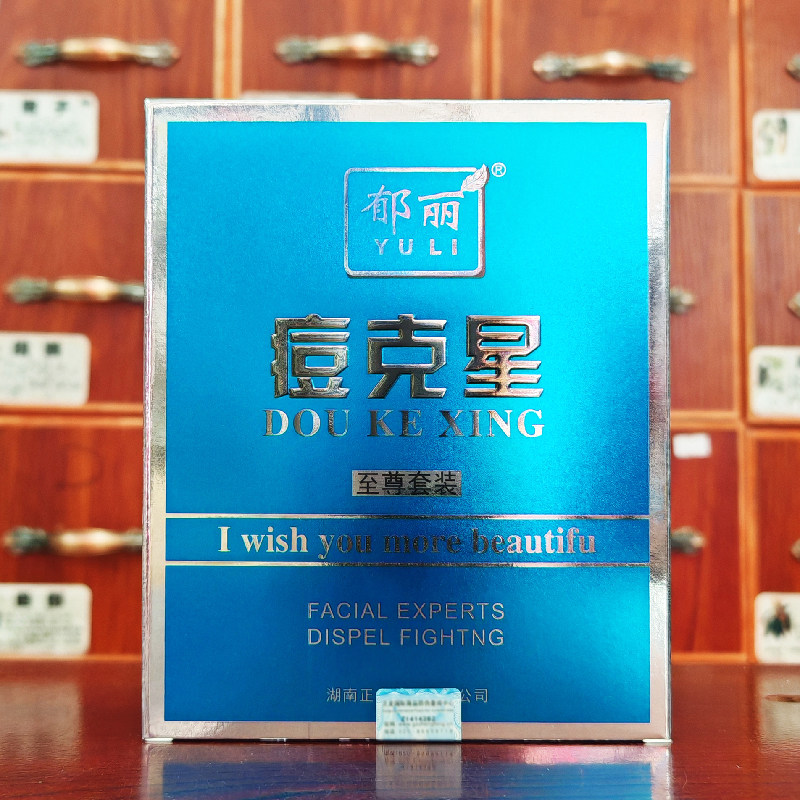 郁丽®
YULI
痘克星
DOU KE XING
至尊套装
I wish you more beautifu
FACIAL EXPERTS
DISPEL FIGHTNG
湖南正
公司